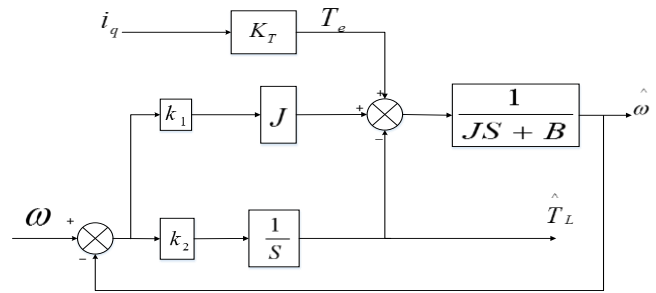 i_q
K_T
T_e
+
k_1
J
+
−
1
JS + B
ω̂
ω
+
−
k_2
1
S
T̂_L